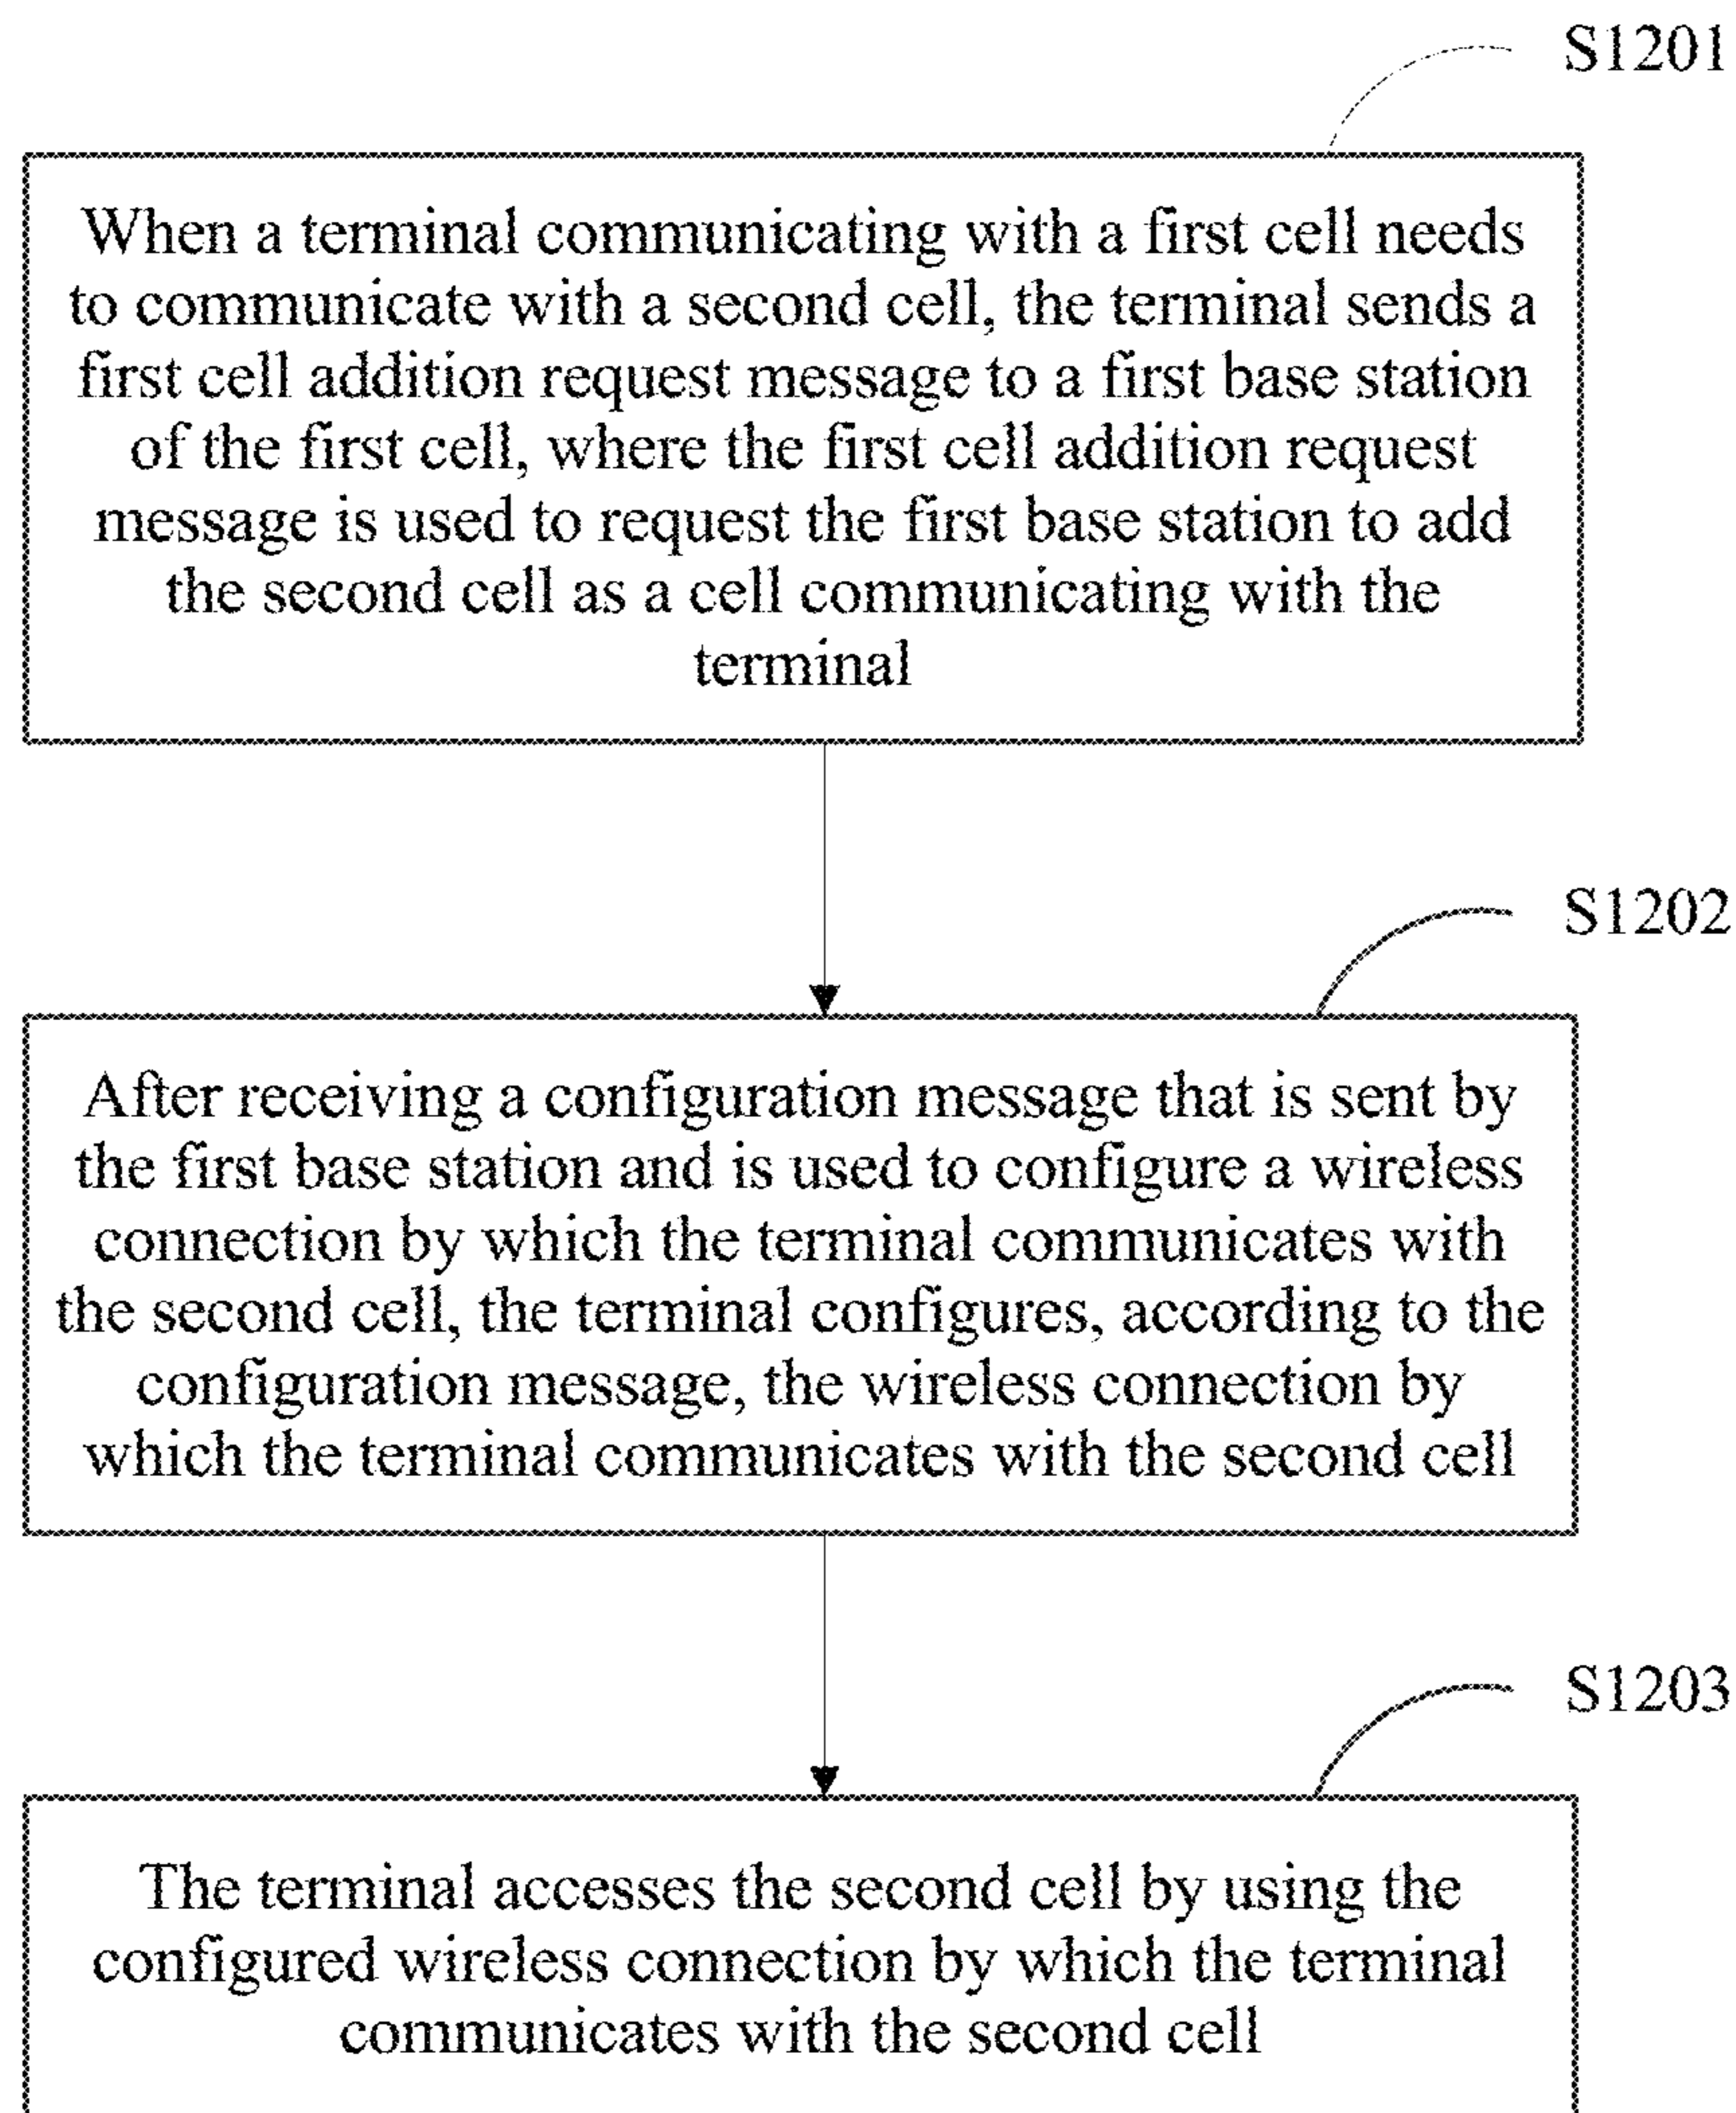 S1201
When a terminal communicating with a first cell needs
to communicate with a second cell, the terminal sends a
first cell addition request message to a first base station
of the first cell, where the first cell addition request
message is used to request the first base station to add
the second cell as a cell communicating with the
terminal
S1202
After receiving a configuration message that is sent by
the first base station and is used to configure a wireless
connection by which the terminal communicates with
the second cell, the terminal configures, according to the
configuration message, the wireless connection by
which the terminal communicates with the second cell
S1203
The terminal accesses the second cell by using the
configured wireless connection by which the terminal
communicates with the second cell